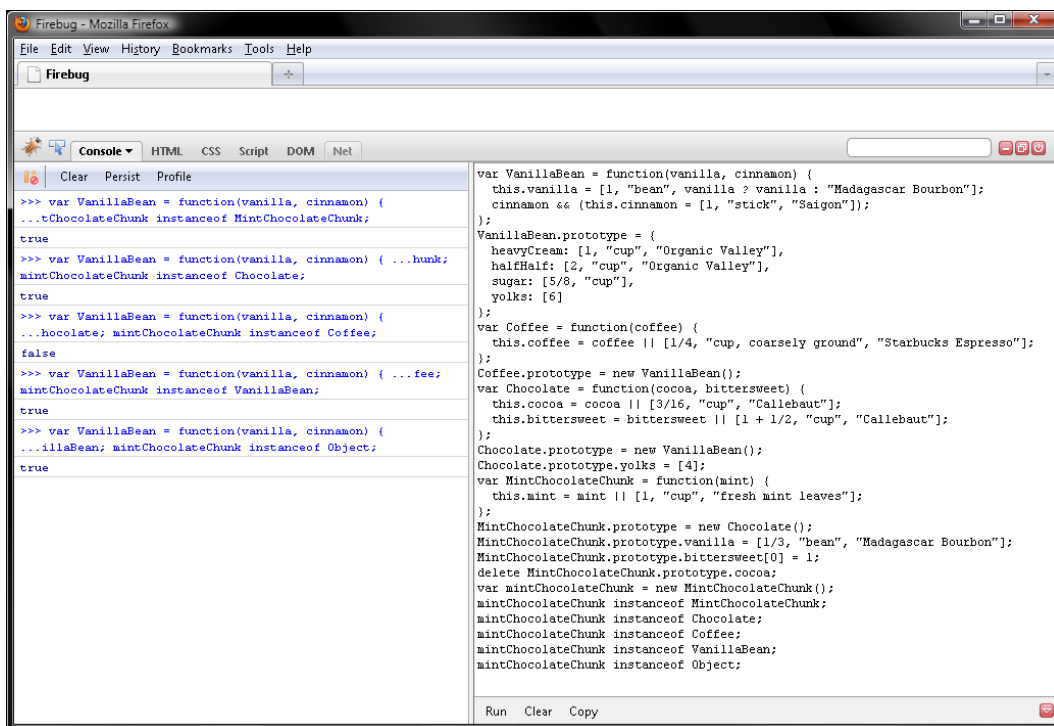 Firebug - Mozilla Firefox
File Edit View History Bookmarks Tools Help
Firebug
Console HTML CSS Script DOM Net
Clear Persist Profile
>>> var VanillaBean = function(vanilla, cinnamon) {
...tChocolateChunk instanceof MintChocolateChunk;
true
>>> var VanillaBean = function(vanilla, cinnamon) { ...hunk;
mintChocolateChunk instanceof Chocolate;
true
>>> var VanillaBean = function(vanilla, cinnamon) {
...hocolate; mintChocolateChunk instanceof Coffee;
false
>>> var VanillaBean = function(vanilla, cinnamon) { ...fee;
mintChocolateChunk instanceof VanillaBean;
true
>>> var VanillaBean = function(vanilla, cinnamon) {
...illaBean; mintChocolateChunk instanceof Object;
true
var VanillaBean = function(vanilla, cinnamon) {
  this.vanilla = [1, "bean", vanilla ? vanilla : "Madagascar Bourbon"];
  cinnamon && (this.cinnamon = [1, "stick", "Saigon"]);
};
VanillaBean.prototype = {
  heavyCream: [1, "cup", "Organic Valley"],
  halfHalf: [2, "cup", "Organic Valley"],
  sugar: [5/8, "cup"],
  yolks: [6]
};
var Coffee = function(coffee) {
  this.coffee = coffee || [1/4, "cup, coarsely ground", "Starbucks Espresso"];
};
Coffee.prototype = new VanillaBean();
var Chocolate = function(cocoa, bittersweet) {
  this.cocoa = cocoa || [3/16, "cup", "Callebaut"];
  this.bittersweet = bittersweet || [1 + 1/2, "cup", "Callebaut"];
};
Chocolate.prototype = new VanillaBean();
Chocolate.prototype.yolks = [4];
var MintChocolateChunk = function(mint) {
  this.mint = mint || [1, "cup", "fresh mint leaves"];
};
MintChocolateChunk.prototype = new Chocolate();
MintChocolateChunk.prototype.vanilla = [1/3, "bean", "Madagascar Bourbon"];
MintChocolateChunk.prototype.bittersweet[0] = 1;
delete MintChocolateChunk.prototype.cocoa;
var mintChocolateChunk = new MintChocolateChunk();
mintChocolateChunk instanceof MintChocolateChunk;
mintChocolateChunk instanceof Chocolate;
mintChocolateChunk instanceof Coffee;
mintChocolateChunk instanceof VanillaBean;
mintChocolateChunk instanceof Object;
Run Clear Copy